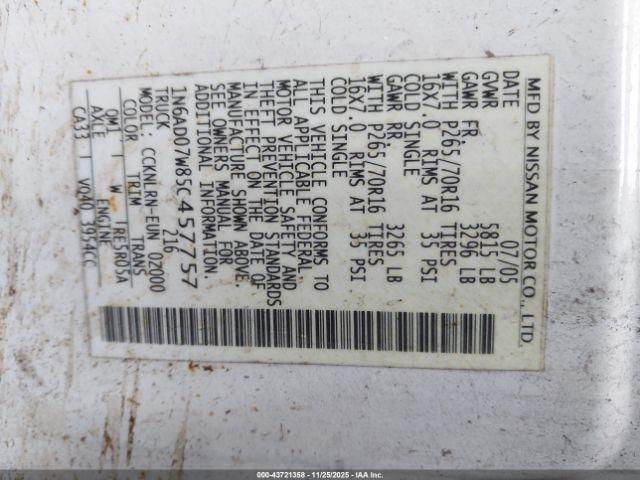 MFD BY NISSAN MOTOR CO., LTD.
DATE 07/05
GVWR 5815 LB
GAWR FR. 3296 LB
WITH P265/70R16 TIRES
16X7.0 RIMS AT 35 PSI
COLD SINGLE
GAWR RR. 3265 LB
WITH P265/70R16 TIRES
16X7.0 RIMS AT 35 PSI
COLD SINGLE
THIS VEHICLE CONFORMS TO
ALL APPLICABLE FEDERAL
MOTOR VEHICLE SAFETY AND
THEFT PREVENTION STANDARDS
IN EFFECT ON THE DATE OF
MANUFACTURE SHOWN ABOVE.
SEE OWNERS MANUAL FOR
ADDITIONAL INFORMATION.
1N6AD07W85C457757
TRUCK 216
MODEL: CCKNLRN-EUN 02000
COLOR TRIM TRANS
QM1 I W I RE5R05A
AXLE ENGINE
CA33 I VQ40 3954CC
000-43721358 - 11/25/2025 - IAA Inc.